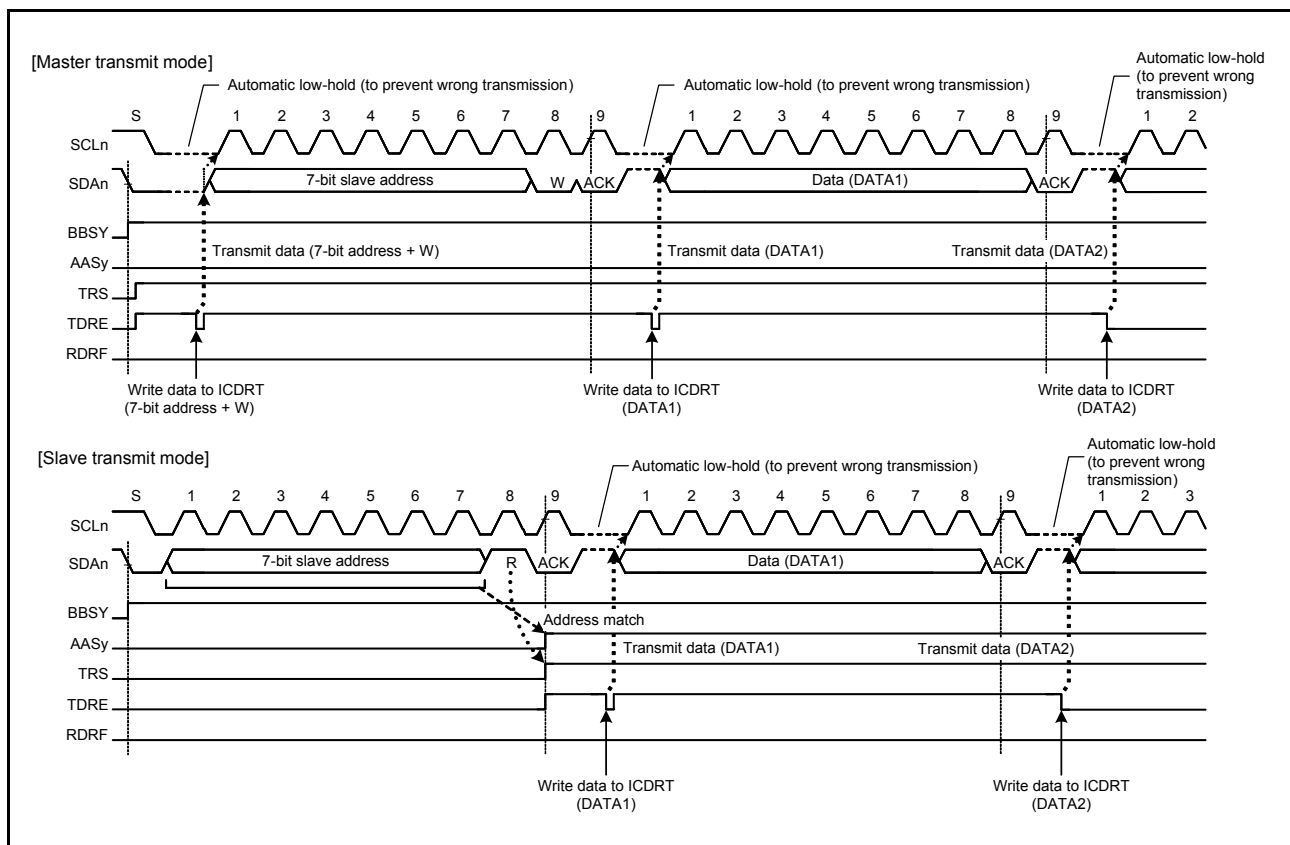 [Master transmit mode]
Automatic low-hold (to prevent wrong transmission)
Automatic low-hold (to prevent wrong transmission)
Automatic low-hold
(to prevent wrong
transmission)
S 1 2 3 4 5 6 7 8 9 1 2 3 4 5 6 7 8 9 1 2
SCLn
SDAn 7-bit slave address W ACK Data (DATA1) ACK
BBSY
Transmit data (7-bit address + W) Transmit data (DATA1) Transmit data (DATA2)
AASy
TRS
TDRE
RDRF
Write data to ICDRT
(7-bit address + W)
Write data to ICDRT
(DATA1)
Write data to ICDRT
(DATA2)
[Slave transmit mode]
Automatic low-hold (to prevent wrong transmission)
Automatic low-hold
(to prevent wrong
transmission)
S 1 2 3 4 5 6 7 8 9 1 2 3 4 5 6 7 8 9 1 2 3
SCLn
SDAn 7-bit slave address R ACK Data (DATA1) ACK
BBSY
Address match
AASy
Transmit data (DATA1) Transmit data (DATA2)
TRS
TDRE
RDRF
Write data to ICDRT
(DATA1)
Write data to ICDRT
(DATA2)